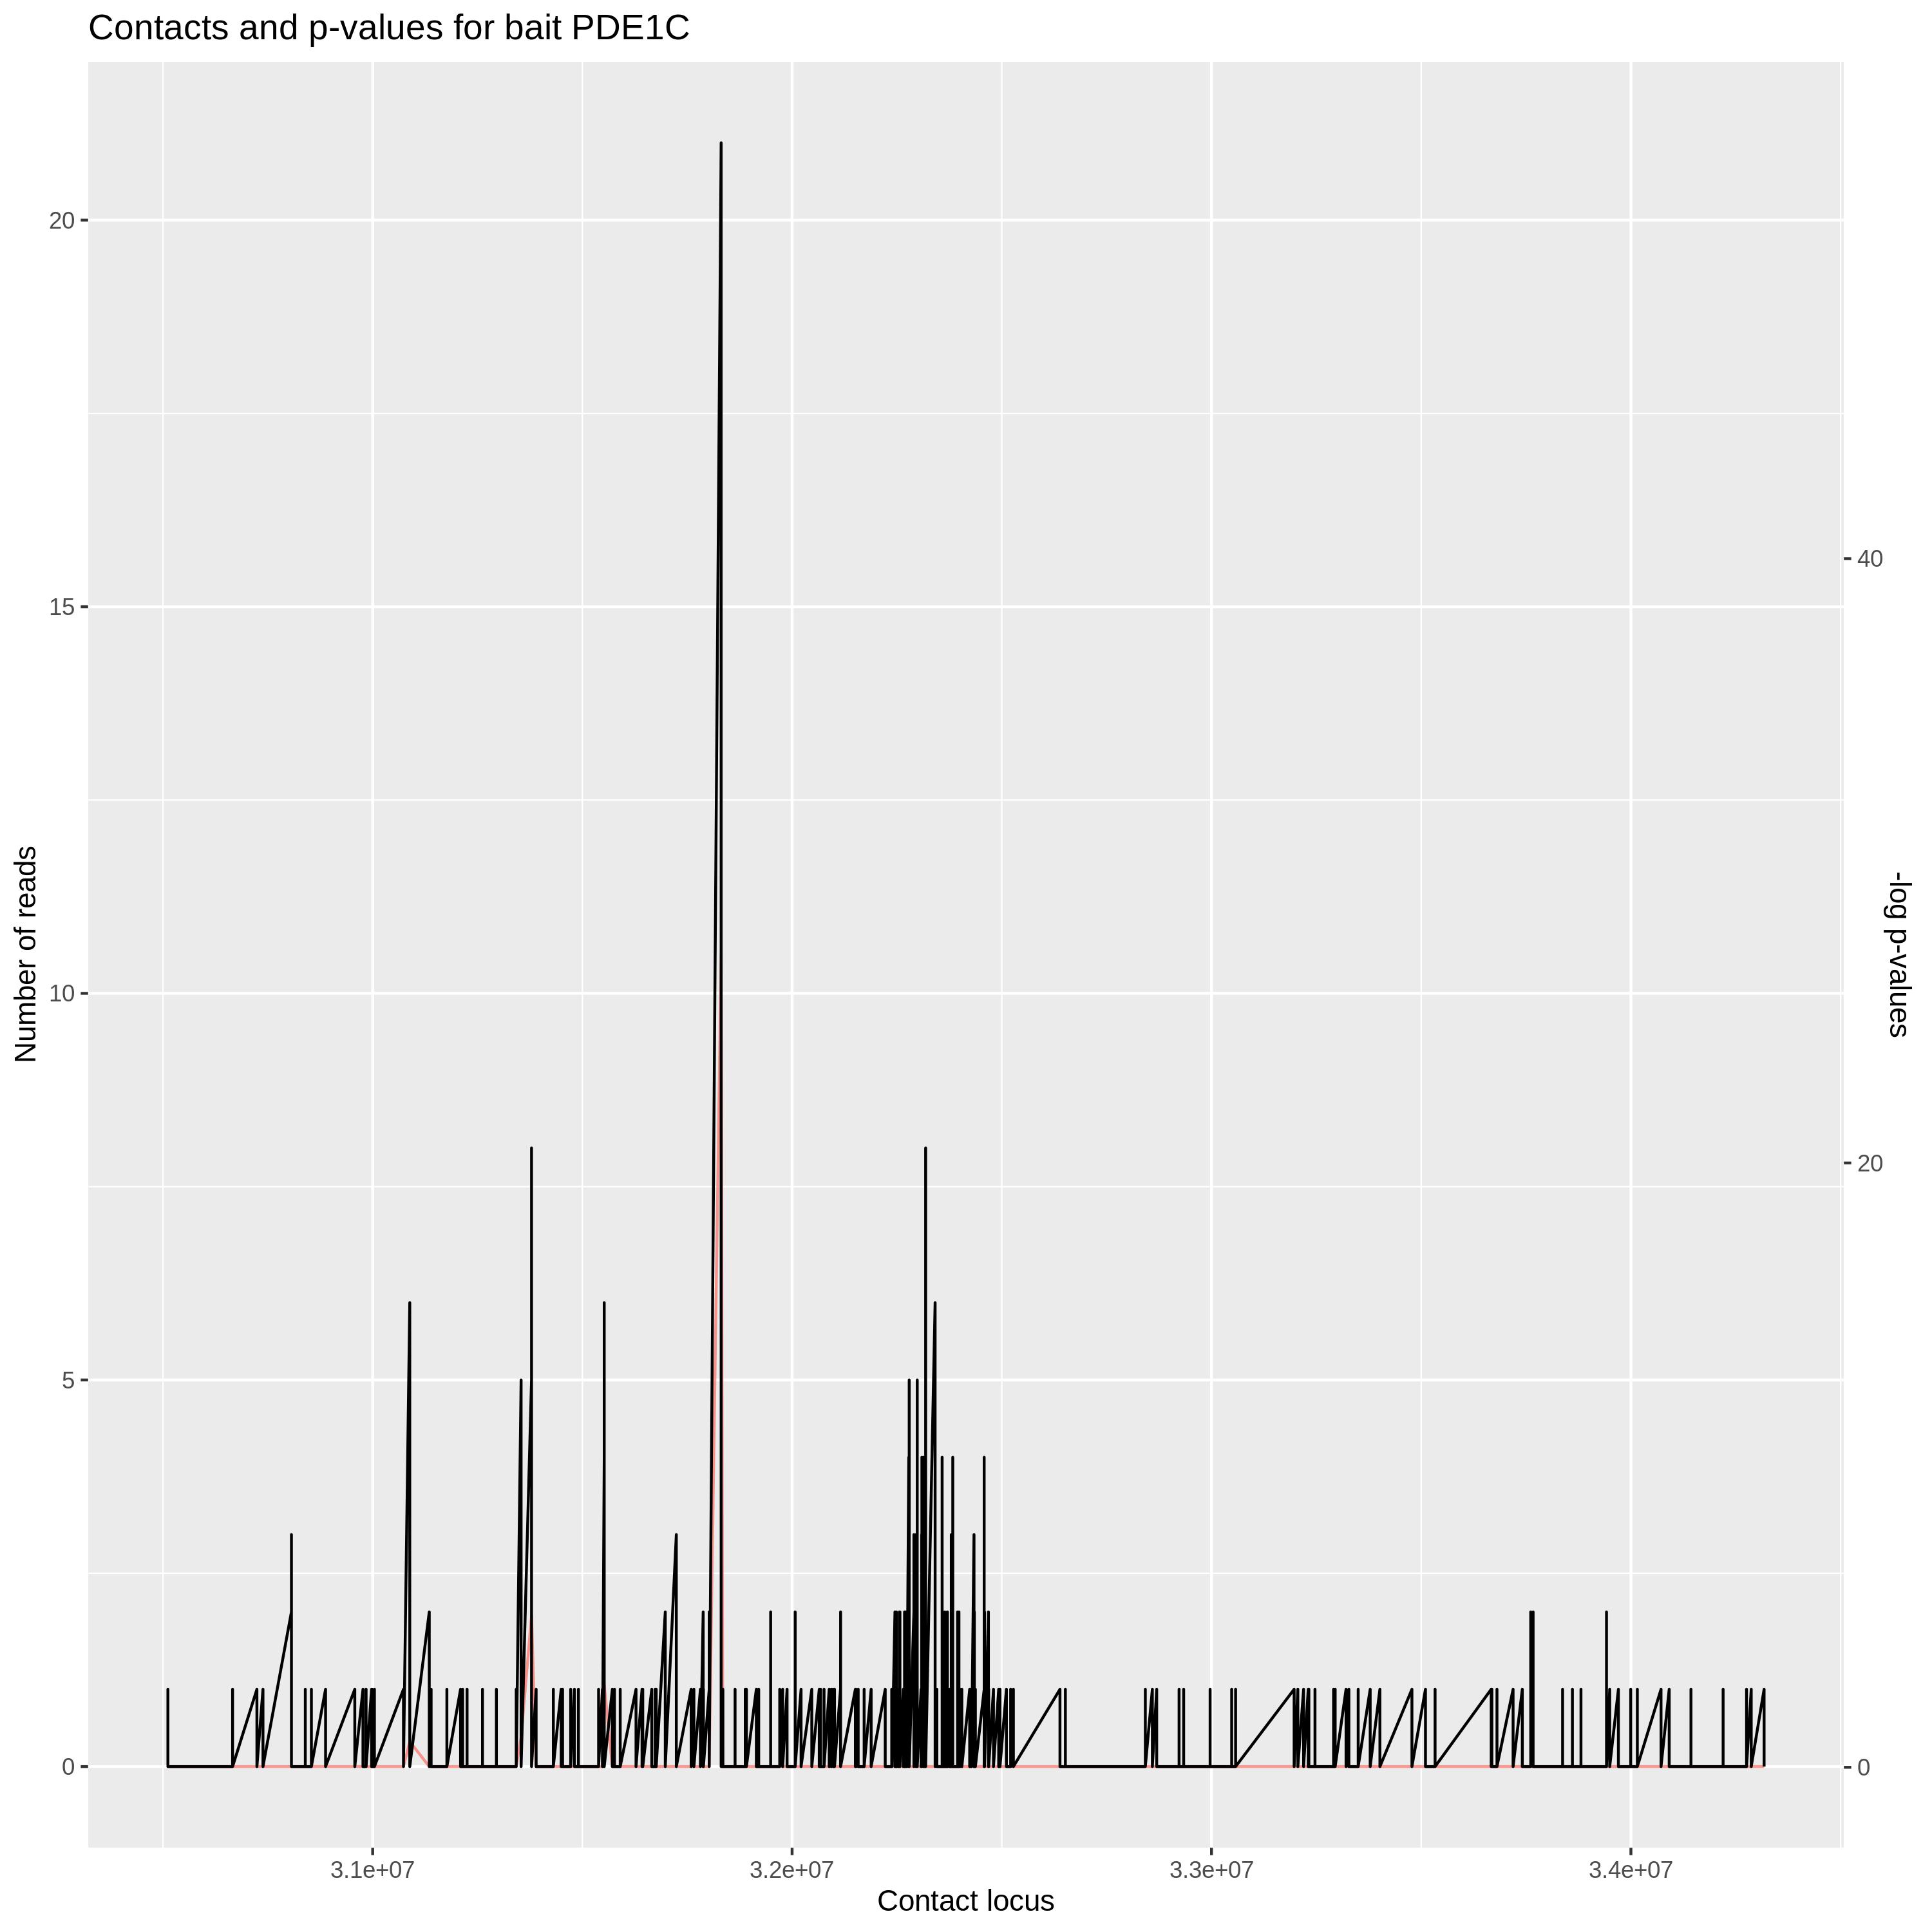 Contacts and p-values for bait PDE1C
20
15
10
5
0
Number of reads
40
20
0
-log p-values
3.1e+07 3.2e+07 3.3e+07 3.4e+07
Contact locus